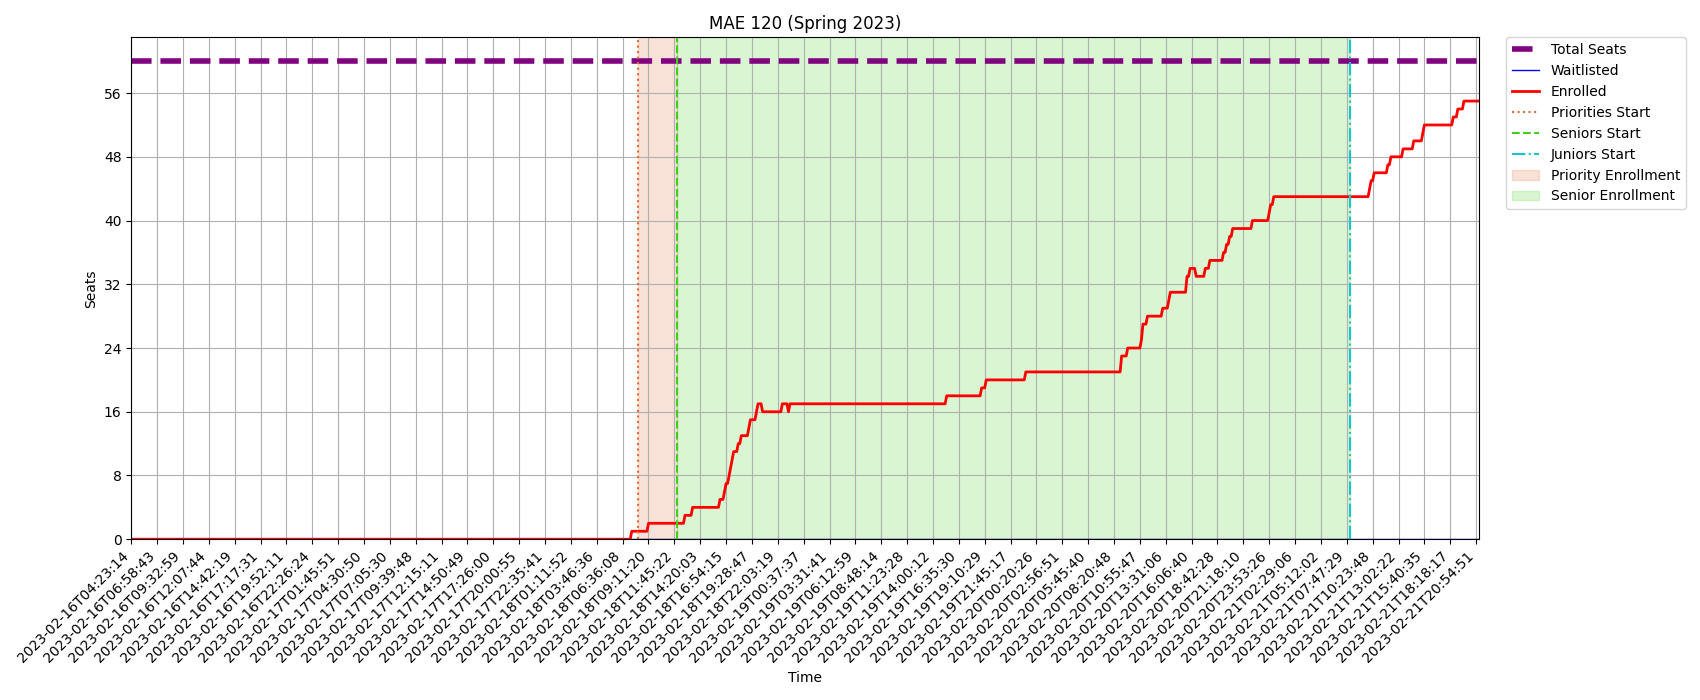 MAE 120 (Spring 2023)
Total Seats
Waitlisted
Enrolled
Priorities Start
Seniors Start
Juniors Start
Priority Enrollment
Senior Enrollment
Seats
56
48
40
32
24
16
8
0
2023-02-16T04:23:14
2023-02-16T06:58:43
2023-02-16T09:32:59
2023-02-16T12:07:44
2023-02-16T14:42:19
2023-02-16T17:17:31
2023-02-16T19:52:11
2023-02-16T22:26:24
2023-02-17T01:45:51
2023-02-17T04:30:50
2023-02-17T07:05:30
2023-02-17T09:39:48
2023-02-17T12:15:11
2023-02-17T14:50:49
2023-02-17T17:26:00
2023-02-17T20:00:55
2023-02-17T22:35:41
2023-02-18T01:11:52
2023-02-18T03:46:36
2023-02-18T06:36:08
2023-02-18T09:11:20
2023-02-18T11:45:22
2023-02-18T14:20:03
2023-02-18T16:54:15
2023-02-18T19:28:47
2023-02-18T22:03:19
2023-02-19T00:37:37
2023-02-19T03:31:41
2023-02-19T06:12:59
2023-02-19T08:48:14
2023-02-19T11:23:28
2023-02-19T14:00:12
2023-02-19T16:35:30
2023-02-19T19:10:29
2023-02-19T21:45:17
2023-02-20T00:20:26
2023-02-20T02:56:51
2023-02-20T05:45:40
2023-02-20T08:20:48
2023-02-20T10:55:47
2023-02-20T13:31:06
2023-02-20T16:06:40
2023-02-20T18:42:28
2023-02-20T21:18:10
2023-02-20T23:53:26
2023-02-21T02:29:06
2023-02-21T05:12:02
2023-02-21T07:47:29
2023-02-21T10:23:48
2023-02-21T13:02:22
2023-02-21T15:40:35
2023-02-21T18:18:17
2023-02-21T20:54:51
Time